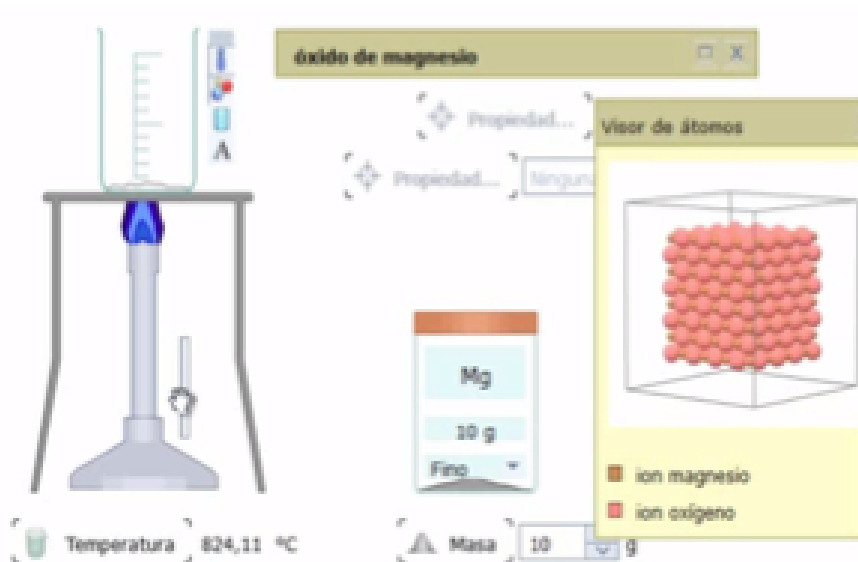 óxido de magnesio
A
Propiedad...
Propiedad...
Visor de átomos
Mg
10 g
Fino
ion magnesio
ion oxígeno
Temperatura 824,11 ºC
Masa 10 g